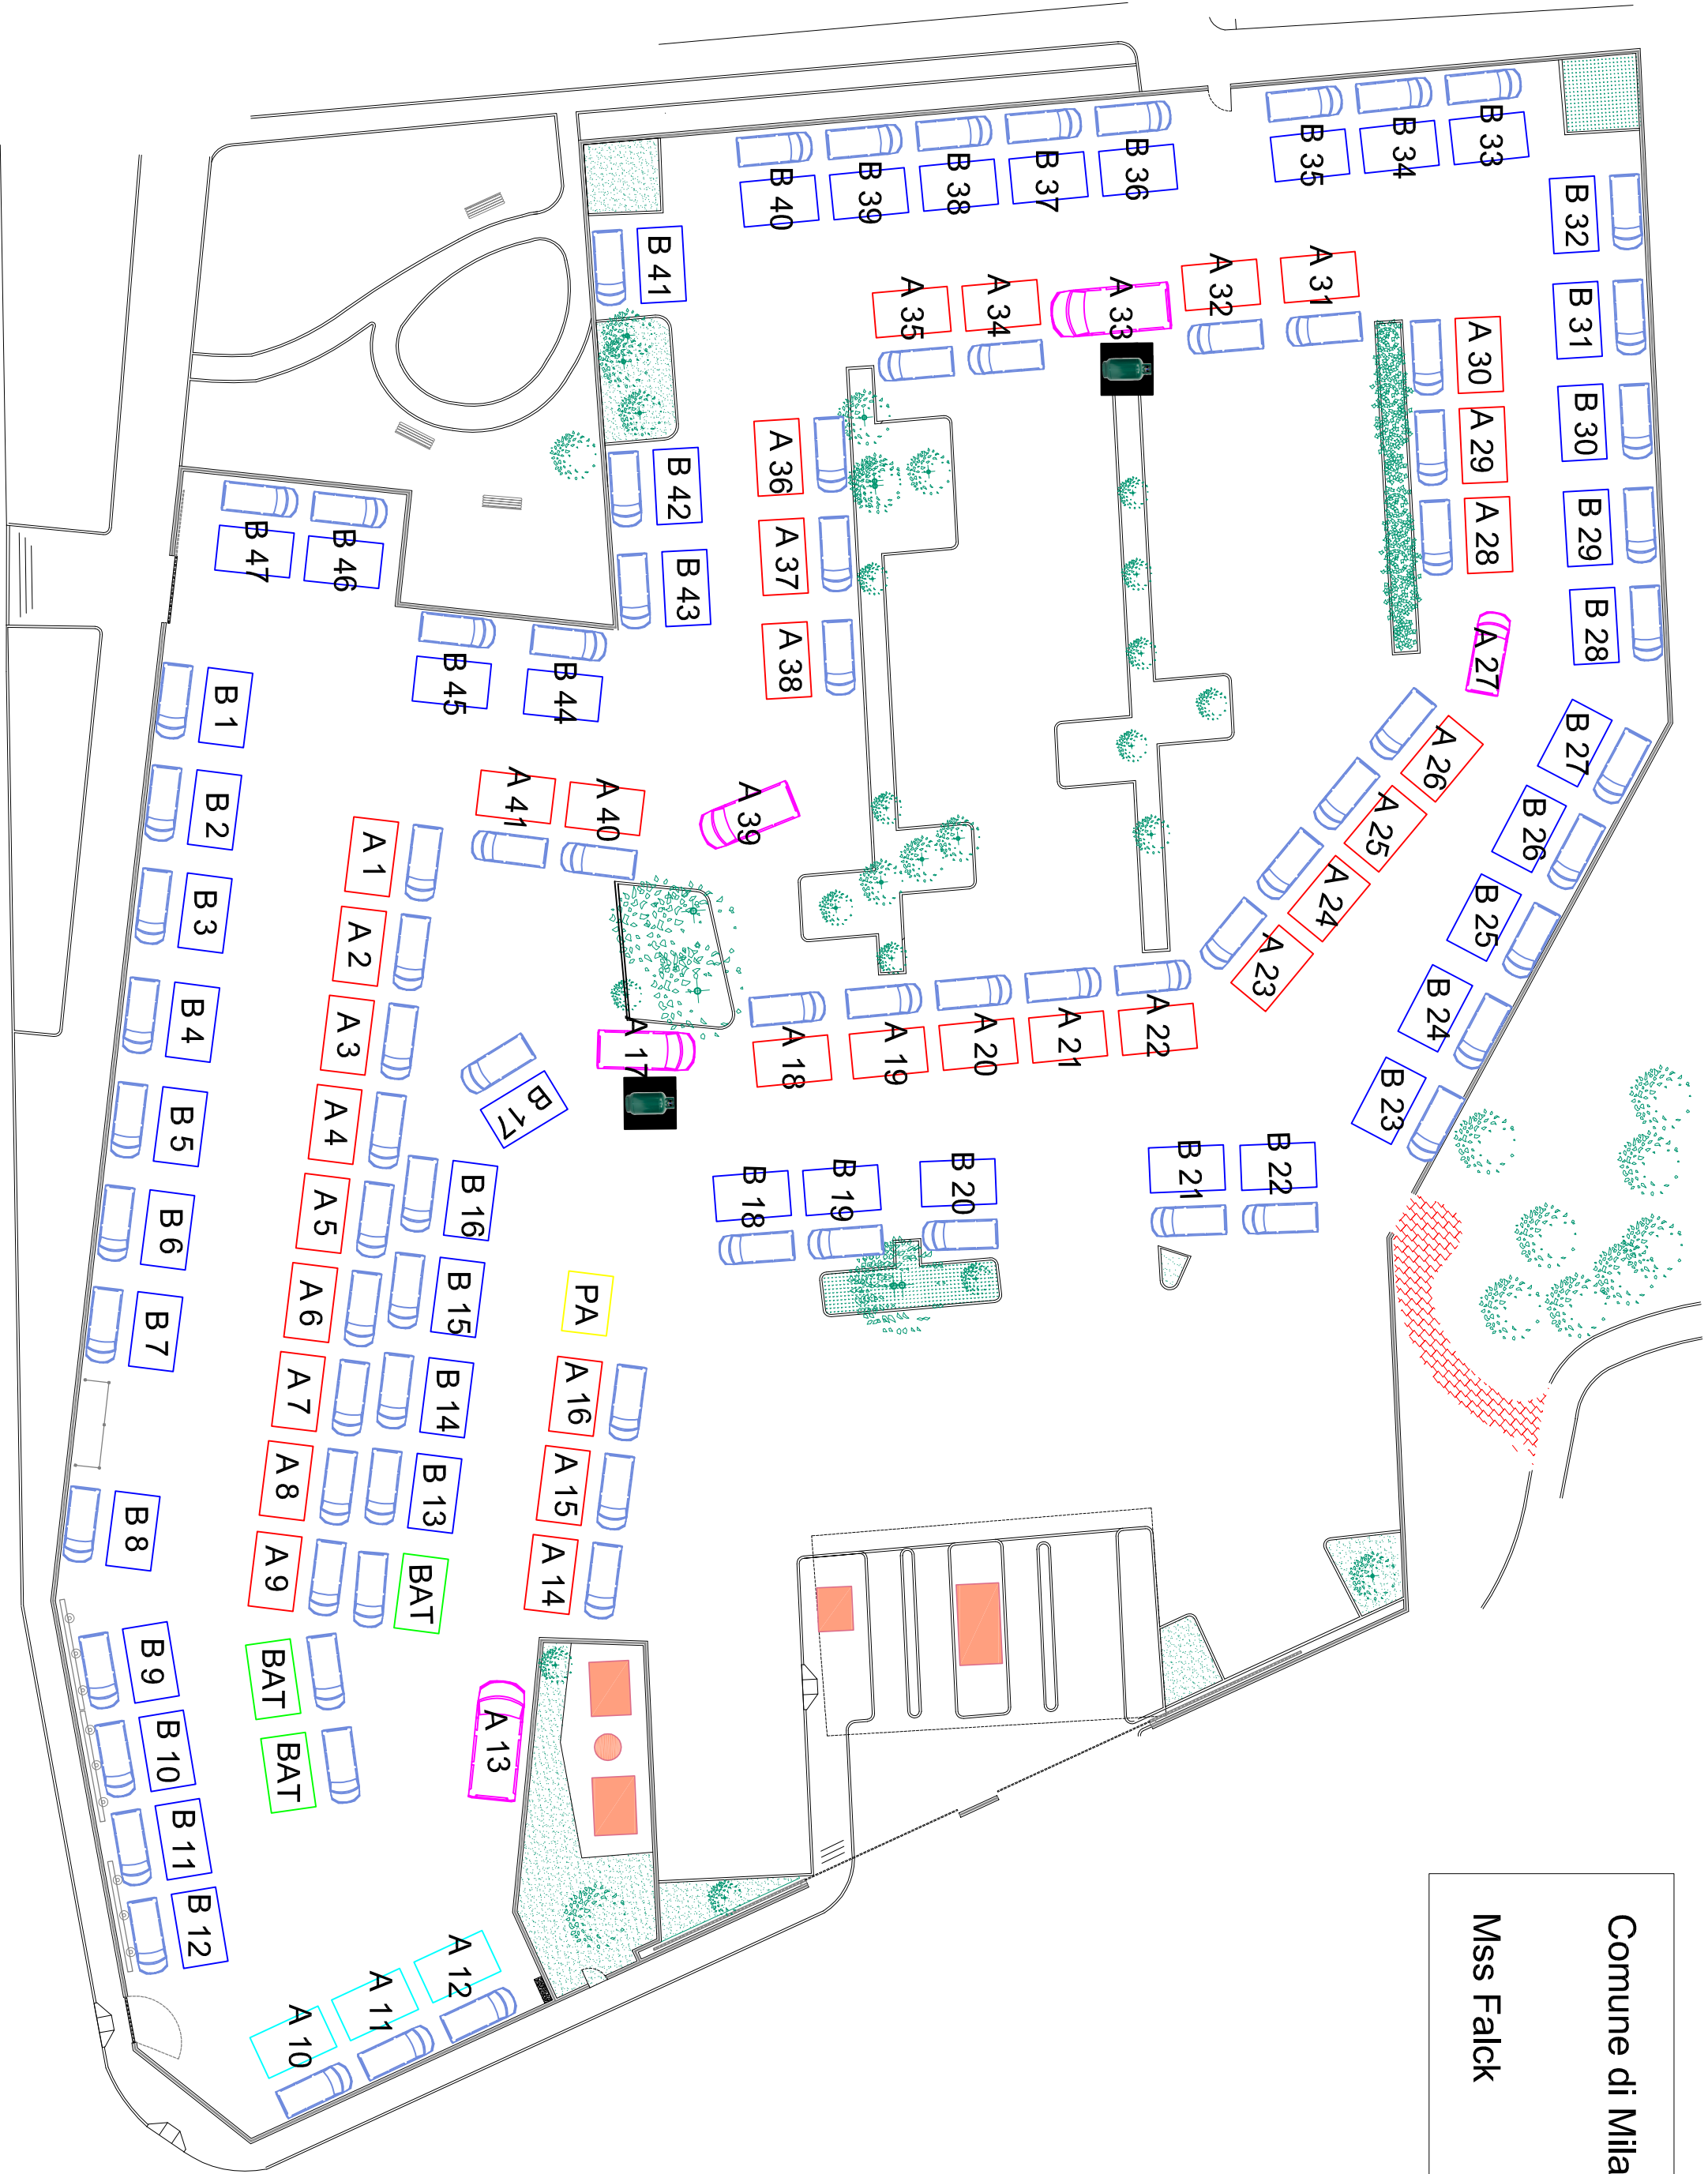 B 33
B 34
B 35
B 36
B 37
B 38
B 39
B 40
B 32
B 41
A 31
A 32
A 33
A 34
A 35
B 31
A 30
B 30
A 29
A 36
B 42
B 29
A 28
A 37
B 47
B 46
B 43
B 28
A 27
A 38
B 45
B 44
B 1
B 27
A 26
B 2
A 41
A 40
A 39
B 26
A 25
A 1
B 3
B 25
A 24
A 2
A 23
B 4
A 3
B 24
A 17
A 18
A 19
A 20
A 21
A 22
B 5
A 4
B 17
B 23
A 5
B 16
B 18
B 19
B 20
B 21
B 22
B 6
A 6
B 15
PA
B 7
A 7
B 14
A 16
A 8
B 13
A 15
B 8
A 9
BAT
A 14
B 9
BAT
A 13
B 10
BAT
B 11
B 12
A 12
A 11
A 10
Comune di Mila
Mss Falck